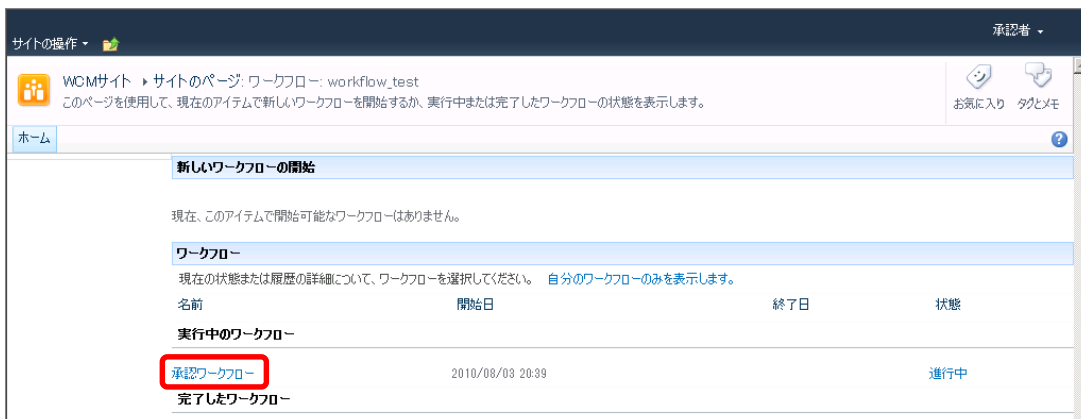 承認者
サイトの操作
WCMサイト サイトのページ: ワークフロー: workflow_test
このページを使用して、現在のアイテムで新しいワークフローを開始するか、実行中または完了したワークフローの状態を表示します。
お気に入り タグとメモ
ホーム
新しいワークフローの開始
現在、このアイテムで開始可能なワークフローはありません。
ワークフロー
現在の状態または履歴の詳細について、ワークフローを選択してください。 自分のワークフローのみを表示します。
名前 開始日 終了日 状態
実行中のワークフロー
承認ワークフロー 2010/08/03 20:39 進行中
完了したワークフロー